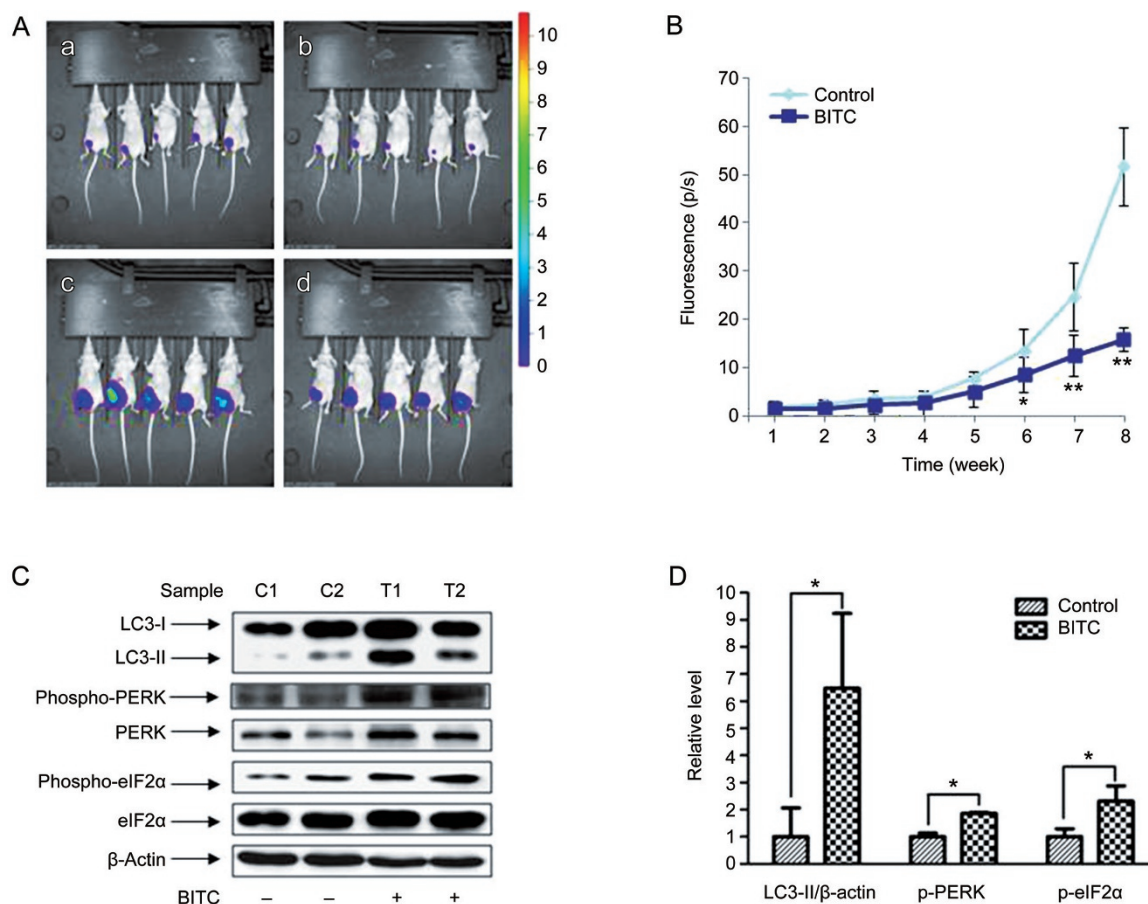 A
a
b
c
d
10
9
8
7
6
5
4
3
2
1
0
B
Fluorescence (p/s)
70
60
50
40
30
20
10
0
Control
BITC
*
**
**
1 2 3 4 5 6 7 8
Time (week)
C
Sample C1 C2 T1 T2
LC3-I
LC3-II
Phospho-PERK
PERK
Phospho-eIF2α
eIF2α
β-Actin
BITC – – + +
D
Relative level
10
9
8
7
6
5
4
3
2
1
0
Control
BITC
*
*
*
LC3-II/β-actin p-PERK p-eIF2α